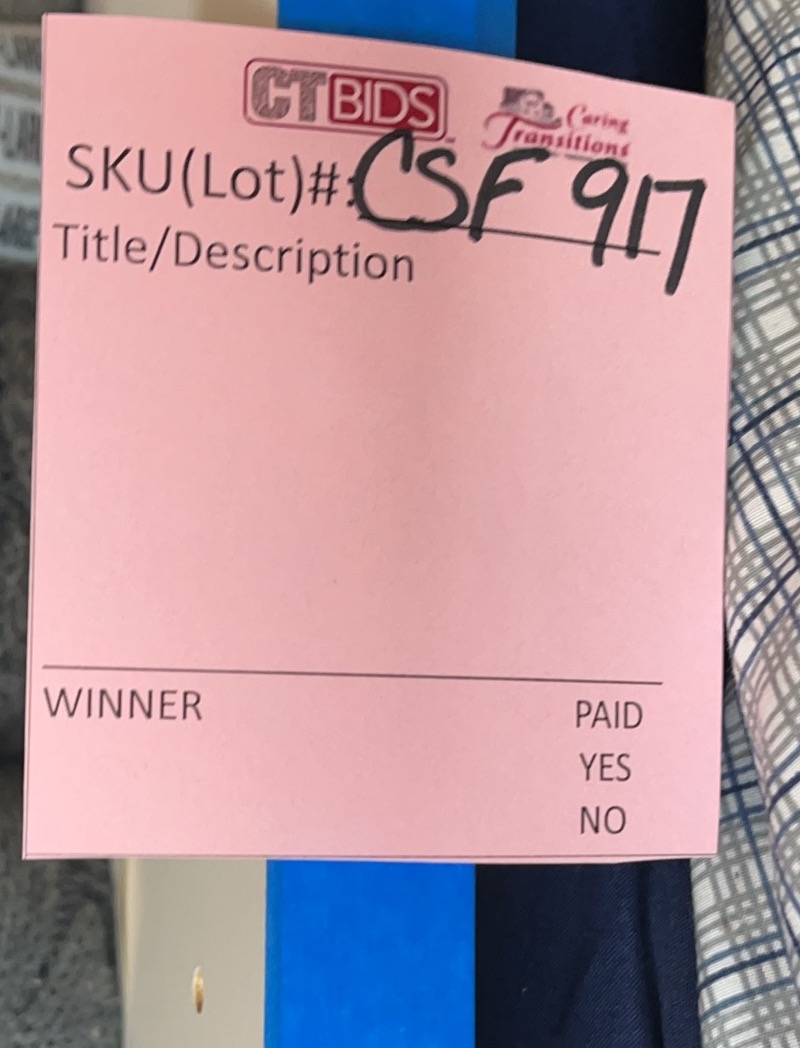 CTBIDS
Caring
Transitions
SKU(Lot)#: CSF 917
Title/Description
WINNER PAID
YES
NO